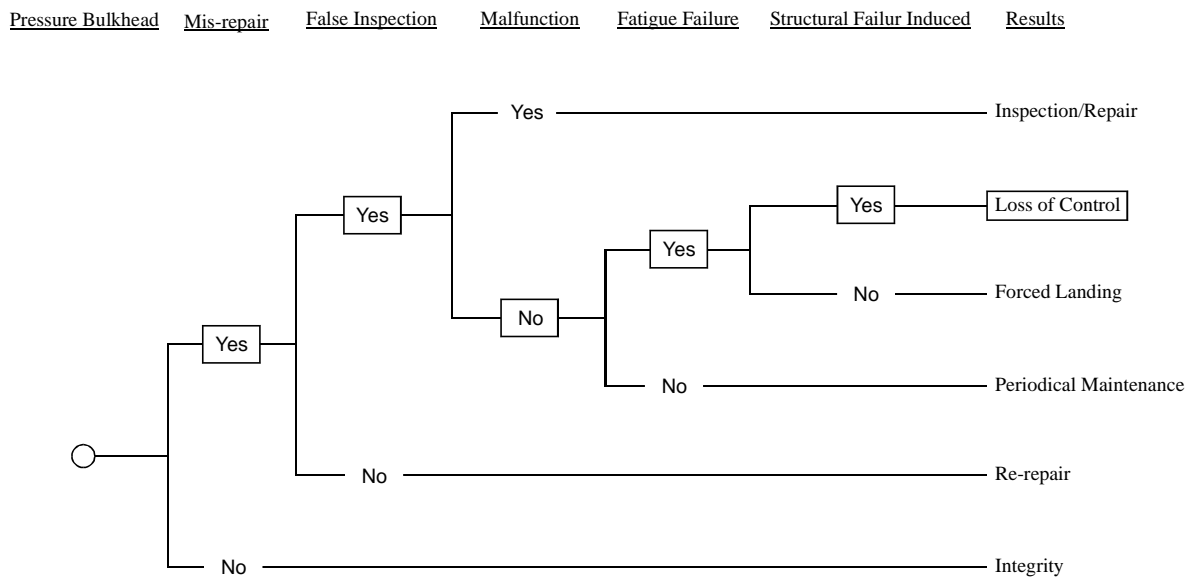 Pressure Bulkhead Mis-repair False Inspection Malfunction Fatigue Failure Structural Failur Induced Results
Yes Inspection/Repair
Yes Yes Loss of Control
Yes
No Forced Landing
No
Yes
No Periodical Maintenance
No Re-repair
No Integrity